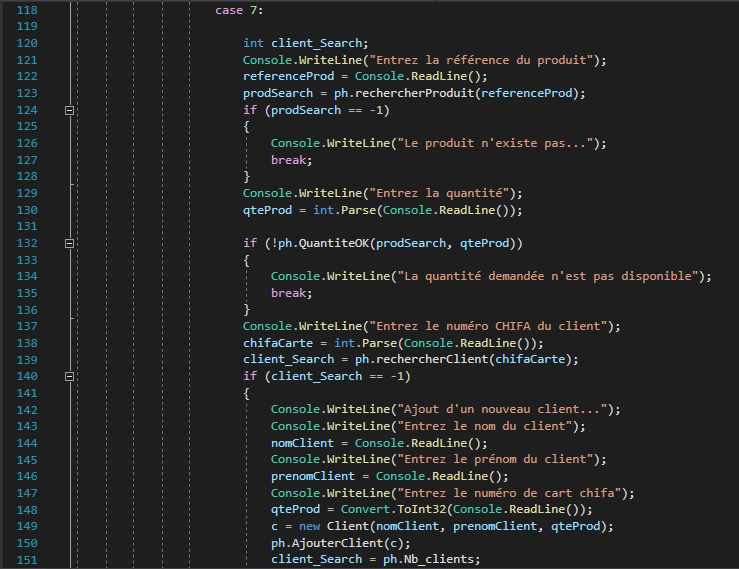 118 case 7:
119
120 int client_Search;
121 Console.WriteLine("Entrez la référence du produit");
122 referenceProd = Console.ReadLine();
123 prodSearch = ph.rechercherProduit(referenceProd);
124 if (prodSearch == -1)
125 {
126 Console.WriteLine("Le produit n'existe pas...");
127 break;
128 }
129 Console.WriteLine("Entrez la quantité");
130 qteProd = int.Parse(Console.ReadLine());
131
132 if (!ph.QuantiteOK(prodSearch, qteProd))
133 {
134 Console.WriteLine("La quantité demandée n'est pas disponible");
135 break;
136 }
137 Console.WriteLine("Entrez le numéro CHIFA du client");
138 chifaCarte = int.Parse(Console.ReadLine());
139 client_Search = ph.rechercherClient(chifaCarte);
140 if (client_Search == -1)
141 {
142 Console.WriteLine("Ajout d'un nouveau client...");
143 Console.WriteLine("Entrez le nom du client");
144 nomClient = Console.ReadLine();
145 Console.WriteLine("Entrez le prénom du client");
146 prenomClient = Console.ReadLine();
147 Console.WriteLine("Entrez le numéro de cart chifa");
148 qteProd = Convert.ToInt32(Console.ReadLine());
149 c = new Client(nomClient, prenomClient, qteProd);
150 ph.AjouterClient(c);
151 client_Search = ph.Nb_clients;